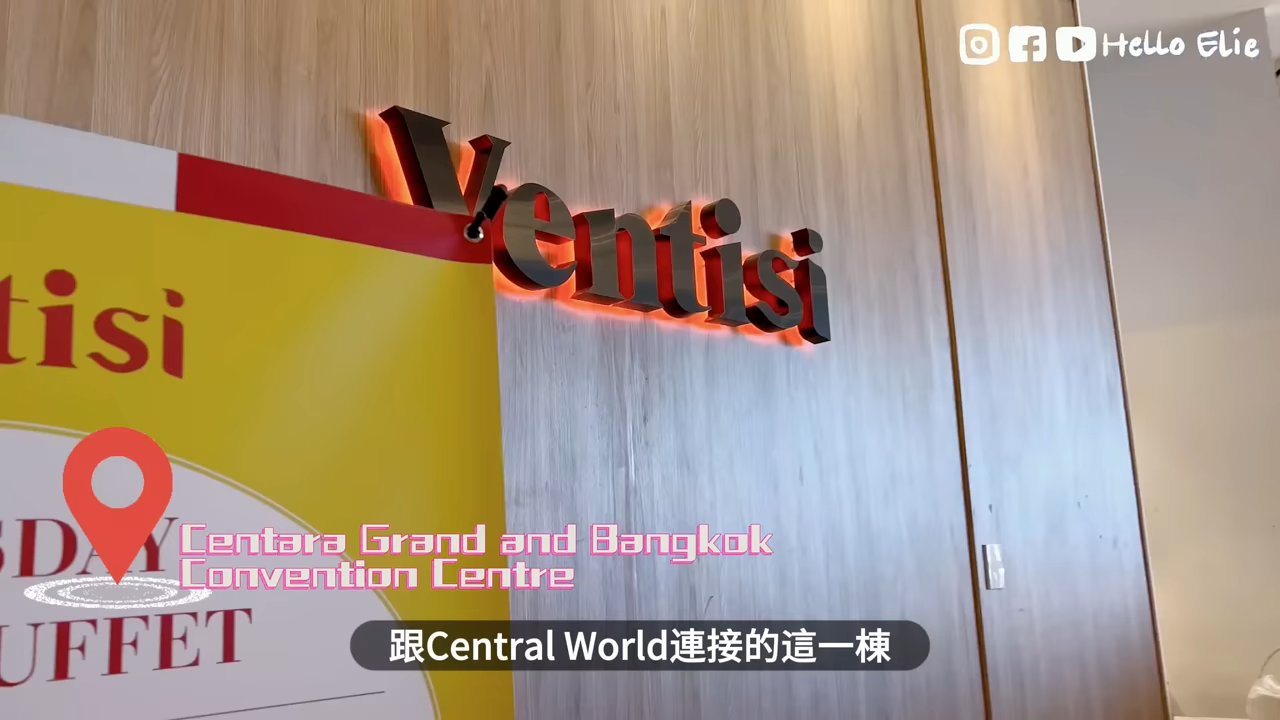 Hello Elie
Ventisi
tisi
Centara Grand and Bangkok
Convention Centre
UFFET
跟Central World連接的這一棟